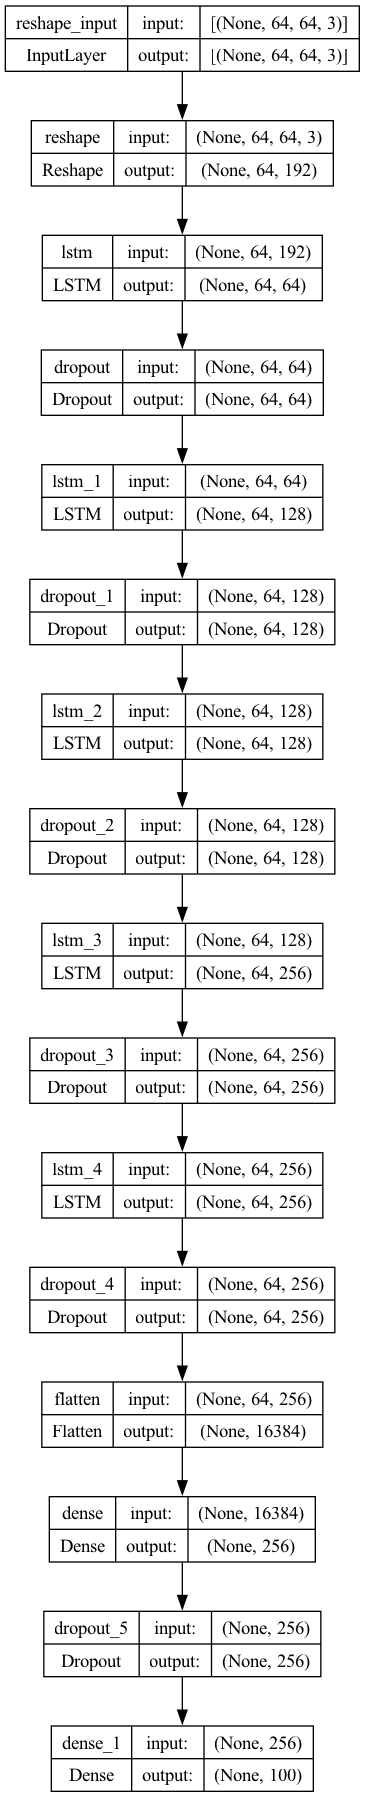 reshape_input input: [(None, 64, 64, 3)]
InputLayer output: [(None, 64, 64, 3)]
reshape input: (None, 64, 64, 3)
Reshape output: (None, 64, 192)
lstm input: (None, 64, 192)
LSTM output: (None, 64, 64)
dropout input: (None, 64, 64)
Dropout output: (None, 64, 64)
lstm_1 input: (None, 64, 64)
LSTM output: (None, 64, 128)
dropout_1 input: (None, 64, 128)
Dropout output: (None, 64, 128)
lstm_2 input: (None, 64, 128)
LSTM output: (None, 64, 128)
dropout_2 input: (None, 64, 128)
Dropout output: (None, 64, 128)
lstm_3 input: (None, 64, 128)
LSTM output: (None, 64, 256)
dropout_3 input: (None, 64, 256)
Dropout output: (None, 64, 256)
lstm_4 input: (None, 64, 256)
LSTM output: (None, 64, 256)
dropout_4 input: (None, 64, 256)
Dropout output: (None, 64, 256)
flatten input: (None, 64, 256)
Flatten output: (None, 16384)
dense input: (None, 16384)
Dense output: (None, 256)
dropout_5 input: (None, 256)
Dropout output: (None, 256)
dense_1 input: (None, 256)
Dense output: (None, 100)